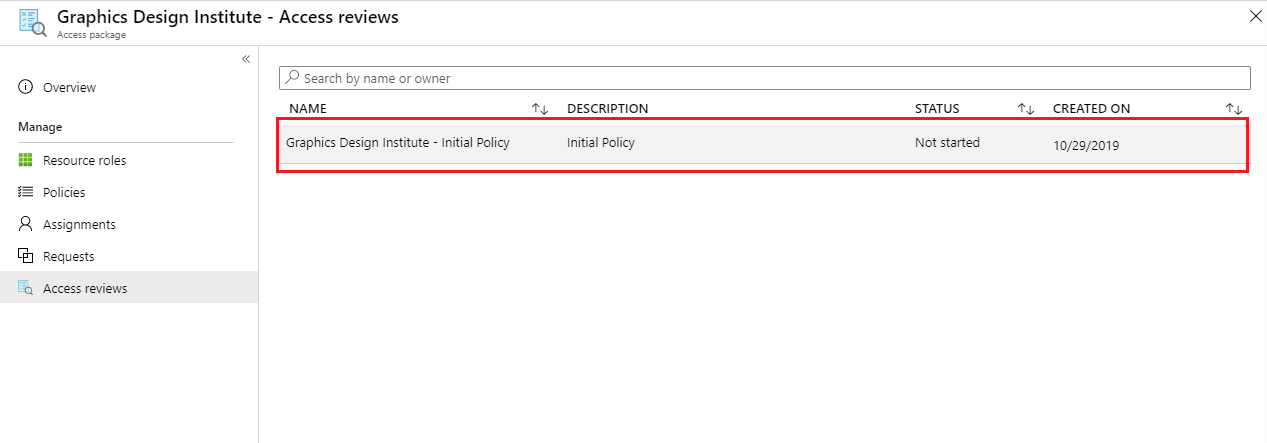 Graphics Design Institute - Access reviews
Access package
Overview
Manage
Resource roles
Policies
Assignments
Requests
Access reviews
Search by name or owner
NAME DESCRIPTION STATUS CREATED ON
Graphics Design Institute - Initial Policy Initial Policy Not started 10/29/2019